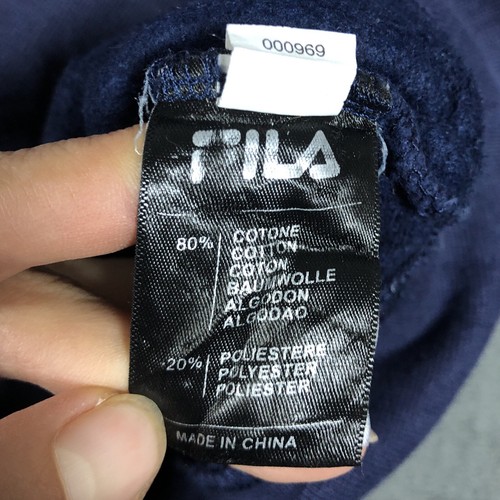 000969
FILA
80% COTONE
COTTON
COTON
BAUMWOLLE
ALGODON
ALGODAO
20% POLIESTERE
POLYESTER
POLIESTER
MADE IN CHINA